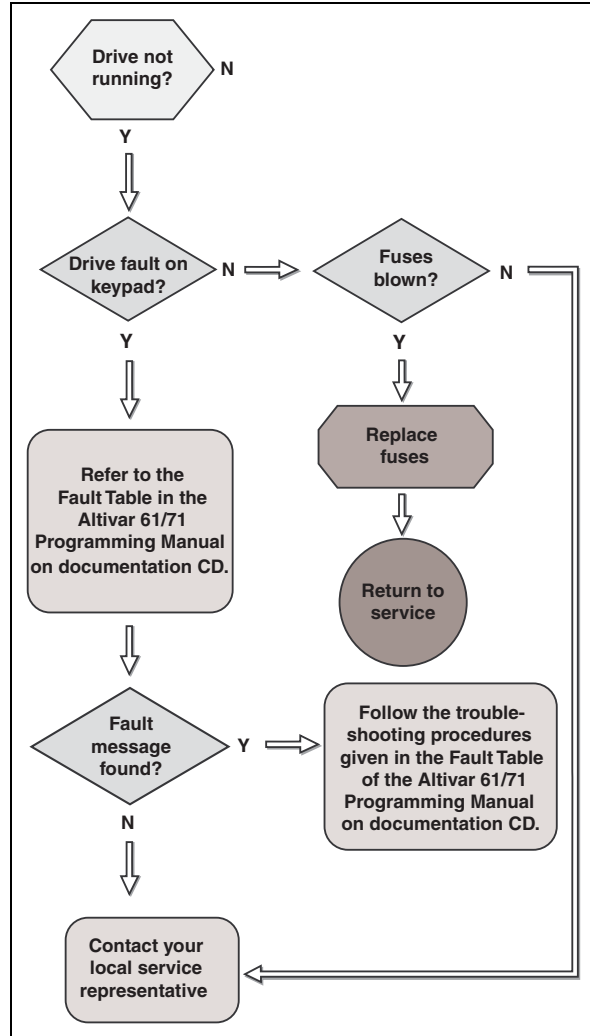 Drive not
running?
N
Y
Drive fault on
keypad?
N
Fuses
blown?
N
Y
Y
Refer to the
Fault Table in the
Altivar 61/71
Programming Manual
on documentation CD.
Replace
fuses
Return to
service
Fault
message
found?
Y
Follow the trouble-
shooting procedures
given in the Fault Table
of the Altivar 61/71
Programming Manual
on documentation CD.
N
Contact your
local service
representative